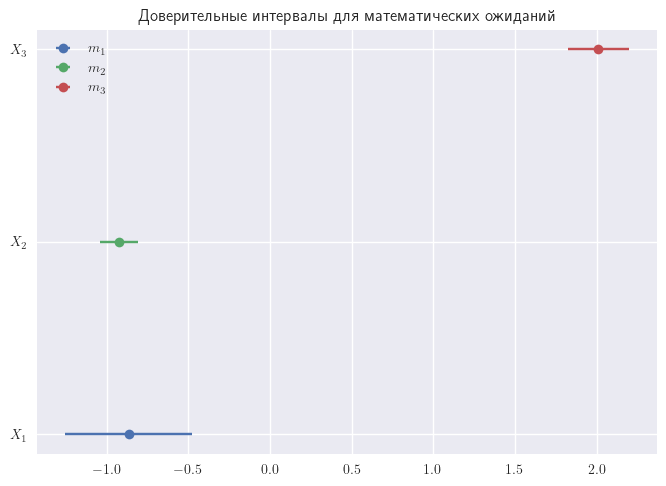 Доверительные интервалы для математических ожиданий
X₃
m₁
m₂
m₃
X₂
X₁
−1.0 −0.5 0.0 0.5 1.0 1.5 2.0